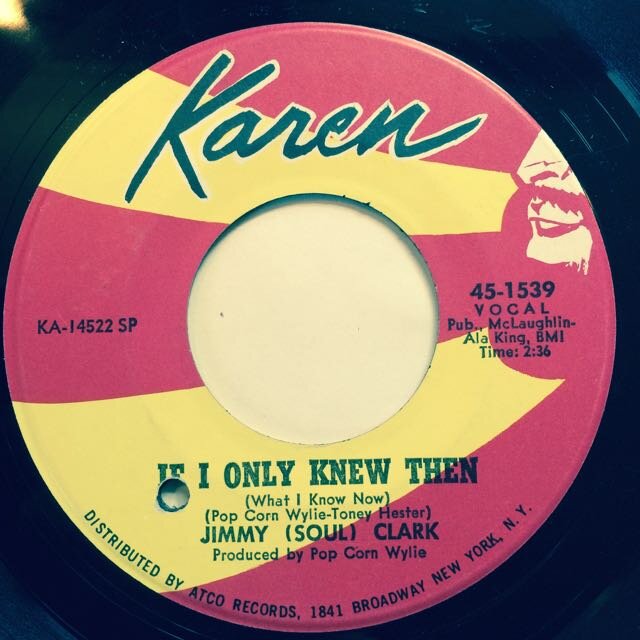 Karen
45-1539
VOCAL
Pub., McLaughlin-
Ala King, BMI
Time: 2:36
KA-14522 SP
IF I ONLY KNEW THEN
(What I Know Now)
(Pop Corn Wylie-Toney Hester)
JIMMY (SOUL) CLARK
Produced by Pop Corn Wylie
DISTRIBUTED BY ATCO RECORDS, 1841 BROADWAY NEW YORK, N. Y.